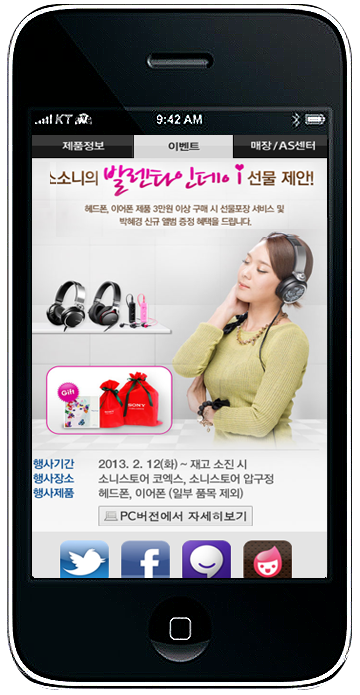 KT
9:42 AM
제품정보
이벤트
매장/AS센터
소소니의 발렌타인데이 선물 제안!
헤드폰, 이어폰 제품 3만원 이상 구매 시 선물포장 서비스 및
박혜경 신규 앨범 증정 혜택을 드립니다.
Gift
SONY
행사기간 2013. 2. 12(화) ~ 재고 소진 시
행사장소 소니스토어 코엑스, 소니스토어 압구정
행사제품 헤드폰, 이어폰 (일부 품목 제외)
PC버전에서 자세히보기